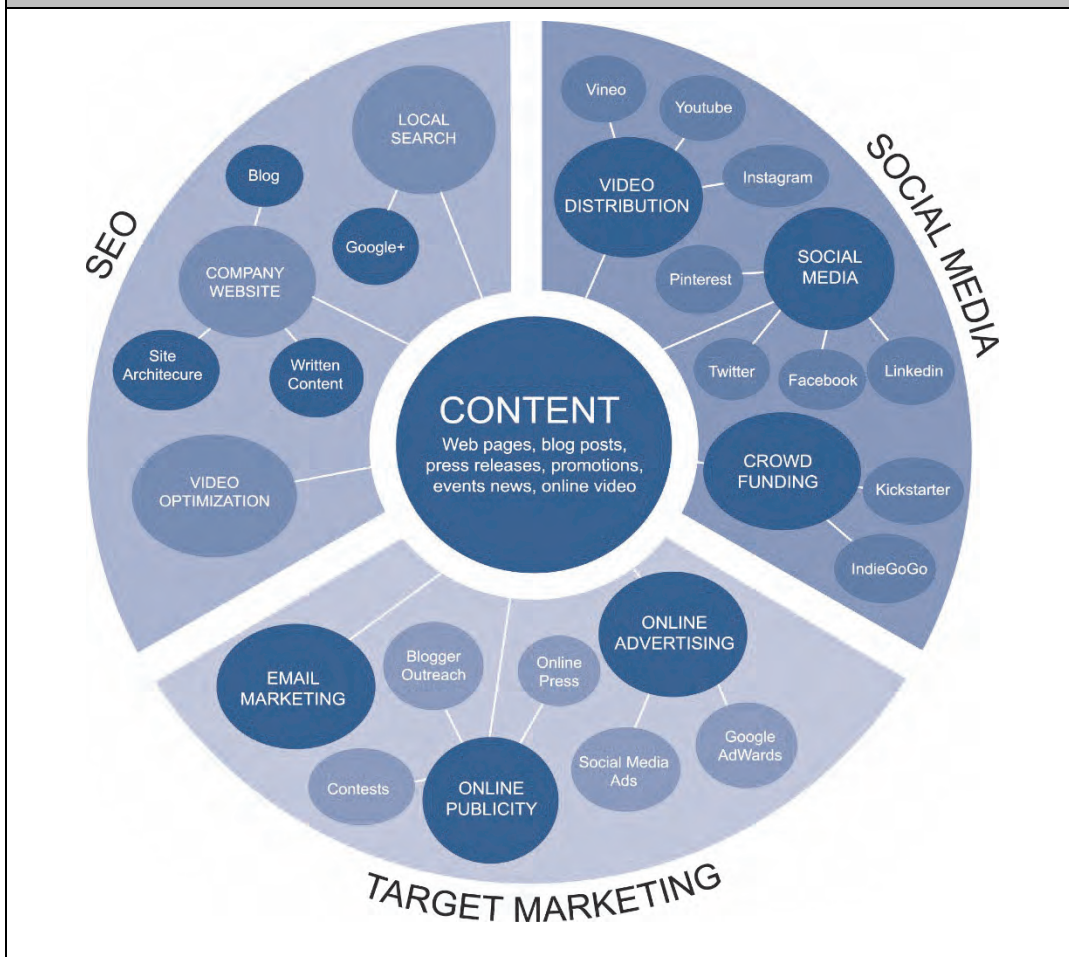 SEO
LOCAL
SEARCH
Blog
Google+
COMPANY
WEBSITE
Site
Architecure
Written
Content
VIDEO
OPTIMIZATION
SOCIAL MEDIA
Vineo
Youtube
VIDEO
DISTRIBUTION
Instagram
SOCIAL
MEDIA
Pinterest
Twitter
Facebook
Linkedin
CROWD
FUNDING
Kickstarter
IndieGoGo
CONTENT
Web pages, blog posts,
press releases, promotions,
events news, online video
ONLINE
ADVERTISING
EMAIL
MARKETING
Blogger
Outreach
Online
Press
Social Media
Ads
Google
AdWards
Contests
ONLINE
PUBLICITY
TARGET MARKETING